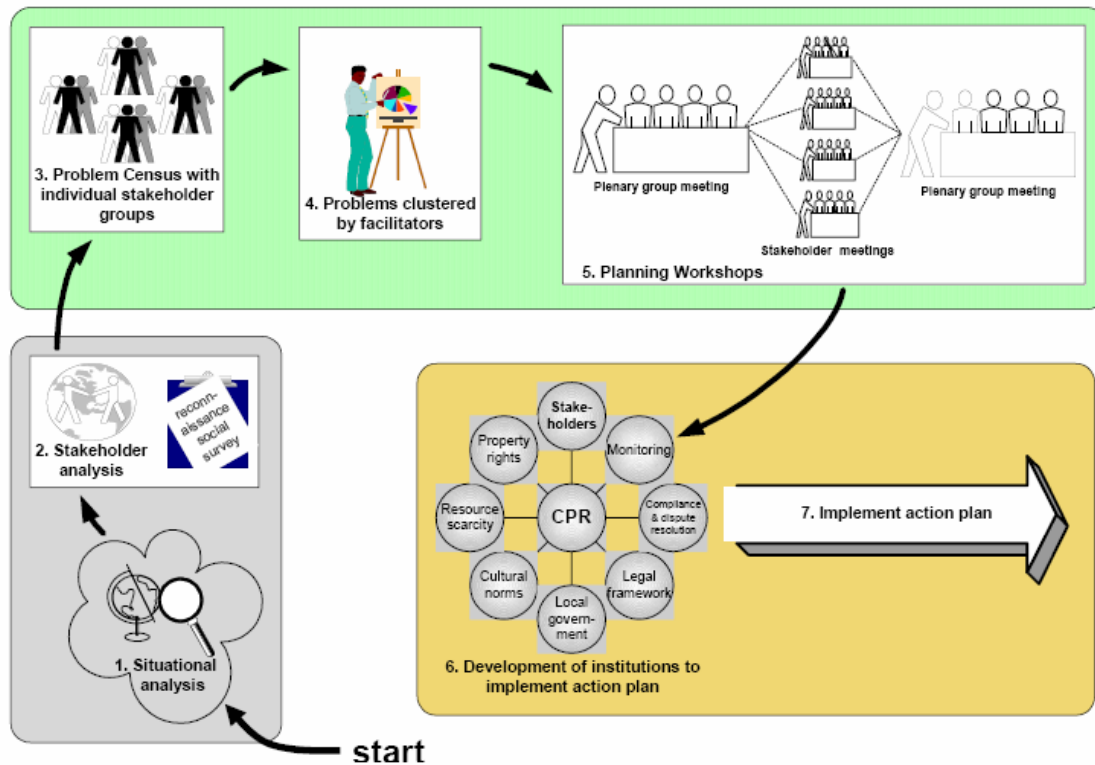 3. Problem Census with
individual stakeholder
groups
4. Problems clustered
by facilitators
Plenary group meeting
Stakeholder meetings
Plenary group meeting
5. Planning Workshops
2. Stakeholder
analysis
reconn-
aissance
social
survey
1. Situational
analysis
start
Stake-
holders
Property
rights
Monitoring
Resource
scarcity
CPR
Compliance
& dispute
resolution
Cultural
norms
Legal
framework
Local
govern-
ment
6. Development of institutions to
implement action plan
7. Implement action plan